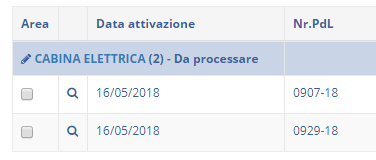 Area Data attivazione Nr.PdL
CABINA ELETTRICA (2) - Da processare
16/05/2018 0907-18
16/05/2018 0929-18